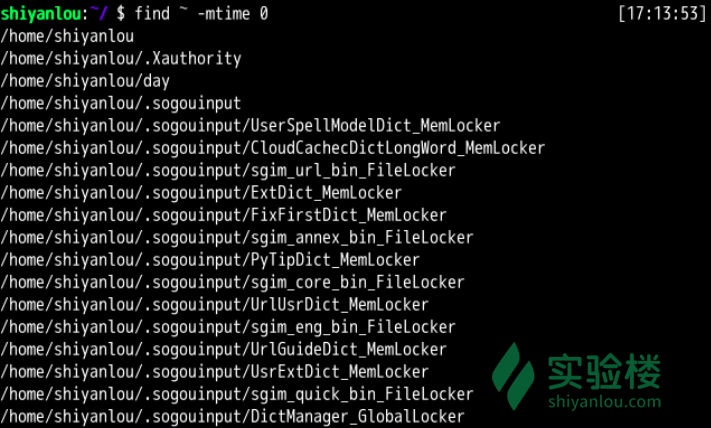 shiyanlou:~/ $ find ~ -mtime 0 [17:13:53]
/home/shiyanlou
/home/shiyanlou/.Xauthority
/home/shiyanlou/day
/home/shiyanlou/.sogouinput
/home/shiyanlou/.sogouinput/UserSpellModelDict_MemLocker
/home/shiyanlou/.sogouinput/CloudCachecDictLongWord_MemLocker
/home/shiyanlou/.sogouinput/sgim_url_bin_FileLocker
/home/shiyanlou/.sogouinput/ExtDict_MemLocker
/home/shiyanlou/.sogouinput/FixFirstDict_MemLocker
/home/shiyanlou/.sogouinput/sgim_annex_bin_FileLocker
/home/shiyanlou/.sogouinput/PyTipDict_MemLocker
/home/shiyanlou/.sogouinput/sgim_core_bin_FileLocker
/home/shiyanlou/.sogouinput/UrlUsrDict_MemLocker
/home/shiyanlou/.sogouinput/sgim_eng_bin_FileLocker
/home/shiyanlou/.sogouinput/UrlGuideDict_MemLocker
/home/shiyanlou/.sogouinput/UsrExtDict_MemLocker
/home/shiyanlou/.sogouinput/sgim_quick_bin_FileLocker
/home/shiyanlou/.sogouinput/DictManager_GlobalLocker
实验楼
shiyanlou.com